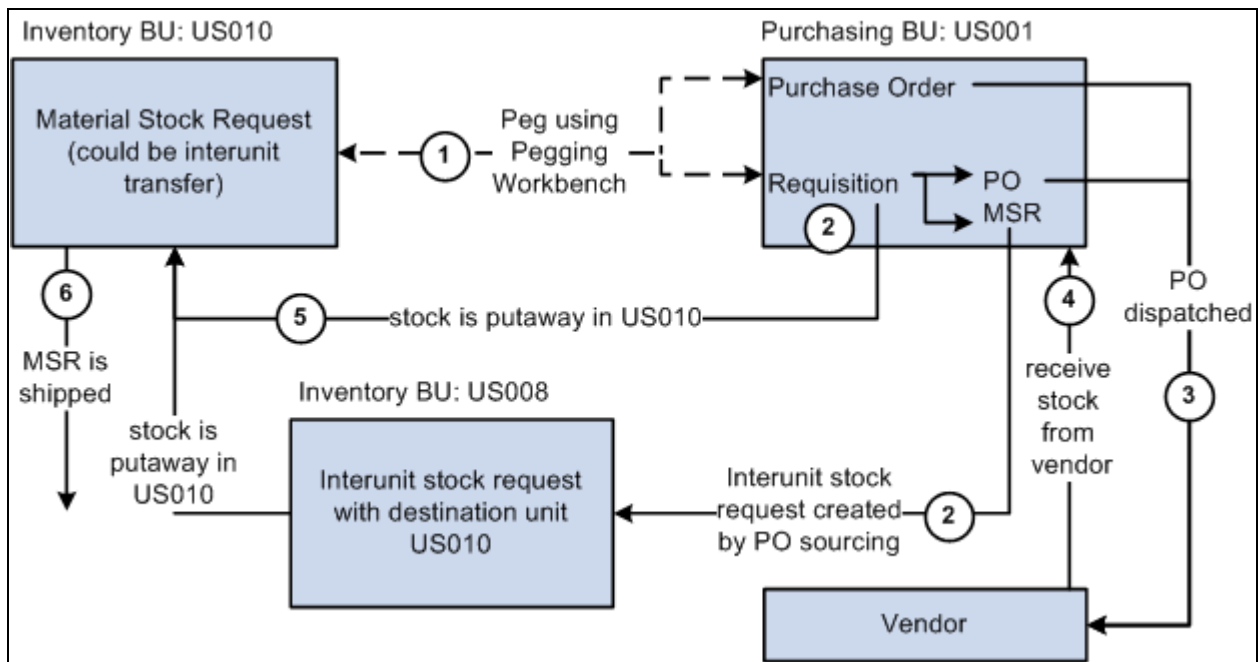 Inventory BU: US010
Purchasing BU: US001
Material Stock Request
(could be interunit
transfer)
1
Peg using
Pegging
Workbench
Purchase Order
Requisition
PO
MSR
2
6
MSR is
shipped
5
stock is putaway in US010
4
receive
stock
from
vendor
PO
dispatched
3
stock is
putaway in
US010
Inventory BU: US008
Interunit stock request
with destination unit
US010
Interunit stock
request created
by PO sourcing
2
Vendor